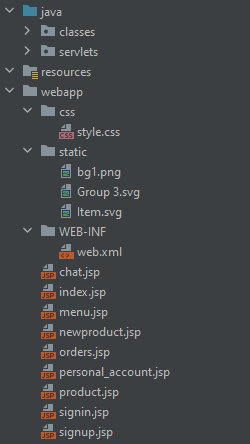 java
classes
servlets
resources
webapp
css
style.css
static
bg1.png
Group 3.svg
Item.svg
WEB-INF
web.xml
chat.jsp
index.jsp
menu.jsp
newproduct.jsp
orders.jsp
personal_account.jsp
product.jsp
signin.jsp
signup.jsp